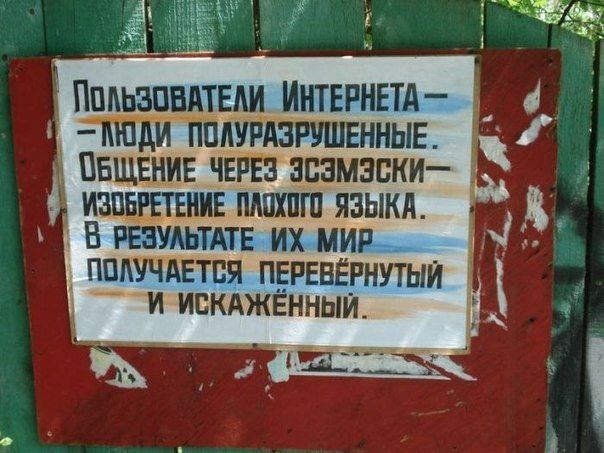 Пользователи Интернета—
—люди полуразрушенные.
Общение через эсэмэски—
изобретение плохого языка.
В результате их мир
получается перевёрнутый
и искажённый.